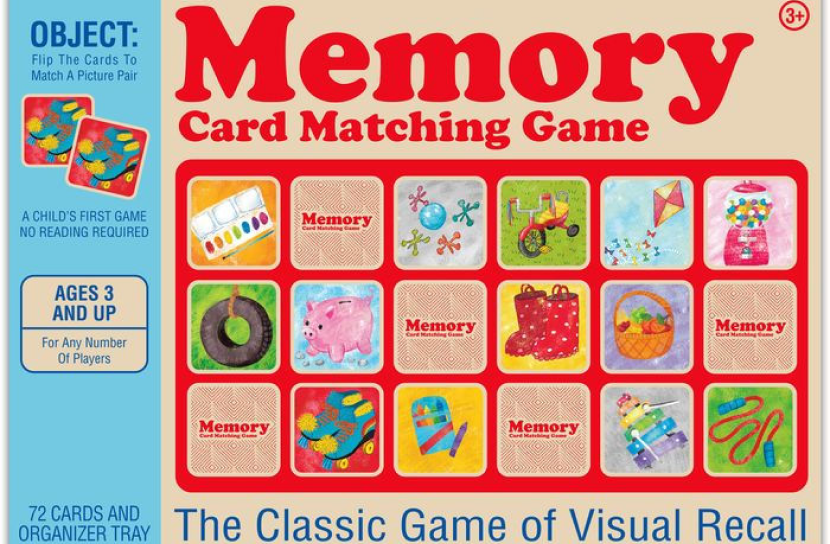 OBJECT:
Flip The Cards To
Match A Picture Pair
A CHILD'S FIRST GAME
NO READING REQUIRED
AGES 3
AND UP
For Any Number
Of Players
72 CARDS AND
ORGANIZER TRAY
Memory
3+
Card Matching Game
Memory
Card Matching Game
Memory
Card Matching Game
Memory
Card Matching Game
Memory
Card Matching Game
Memory
Card Matching Game
The Classic Game of Visual Recall